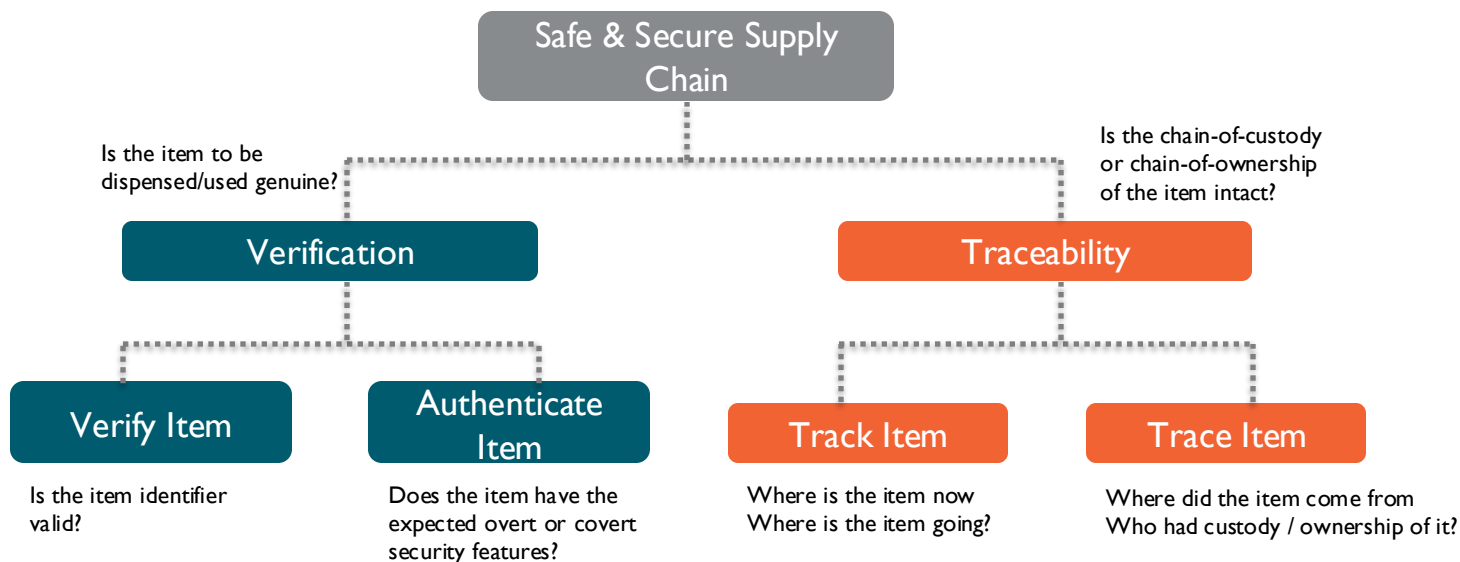 Safe & Secure Supply
Chain
Is the item to be
dispensed/used genuine?
Is the chain-of-custody
or chain-of-ownership
of the item intact?
Verification
Traceability
Verify Item
Authenticate
Item
Track Item
Trace Item
Is the item identifier
valid?
Does the item have the
expected overt or covert
security features?
Where is the item now
Where is the item going?
Where did the item come from
Who had custody / ownership of it?